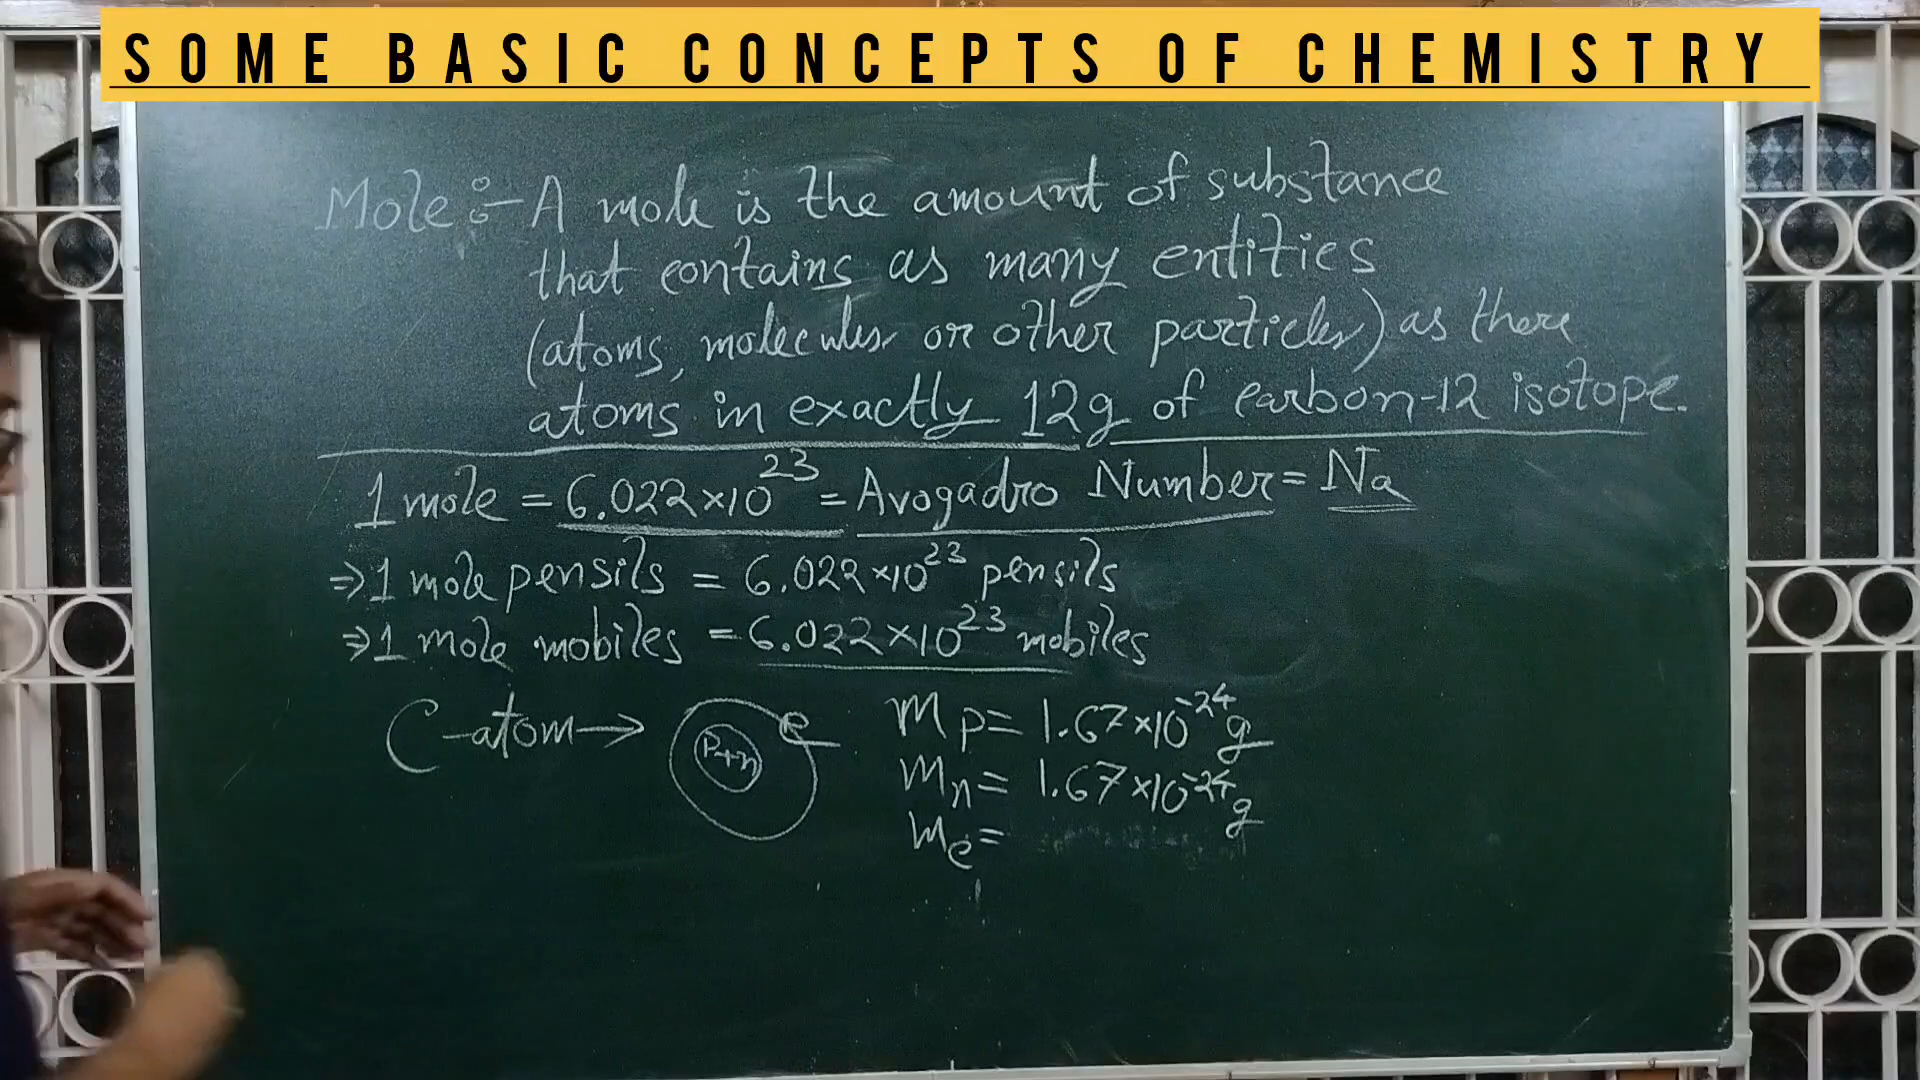 SOME BASIC CONCEPTS OF CHEMISTRY
Mole :- A mole is the amount of substance
that contains as many entities
(atoms, molecules or other particles) as there
atoms in exactly 12g of carbon-12 isotope.
1 mole = 6.022×10²³ = Avogadro Number = Na
⇒1 mole pensils = 6.022×10²³ pensils
⇒1 mole mobiles = 6.022×10²³ mobiles
C-atom→ P+n e mp= 1.67×10⁻²⁴g
mn= 1.67×10⁻²⁴g
me=